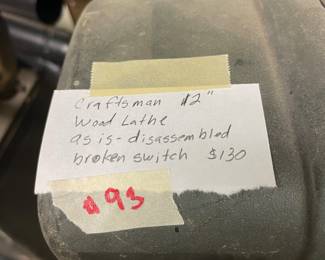 Craftsman 12"
Wood Lathe
as is - disassembled
broken switch $130
#93